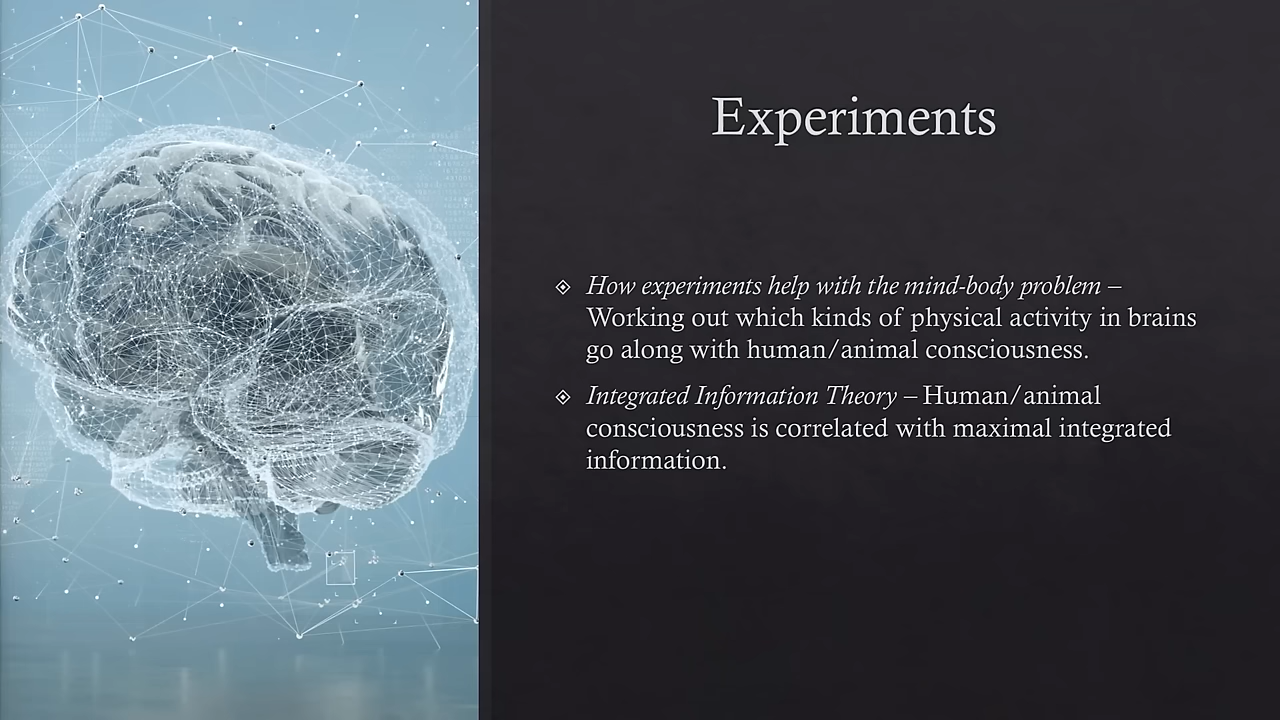 Experiments
How experiments help with the mind-body problem –
Working out which kinds of physical activity in brains
go along with human/animal consciousness.
Integrated Information Theory – Human/animal
consciousness is correlated with maximal integrated
information.